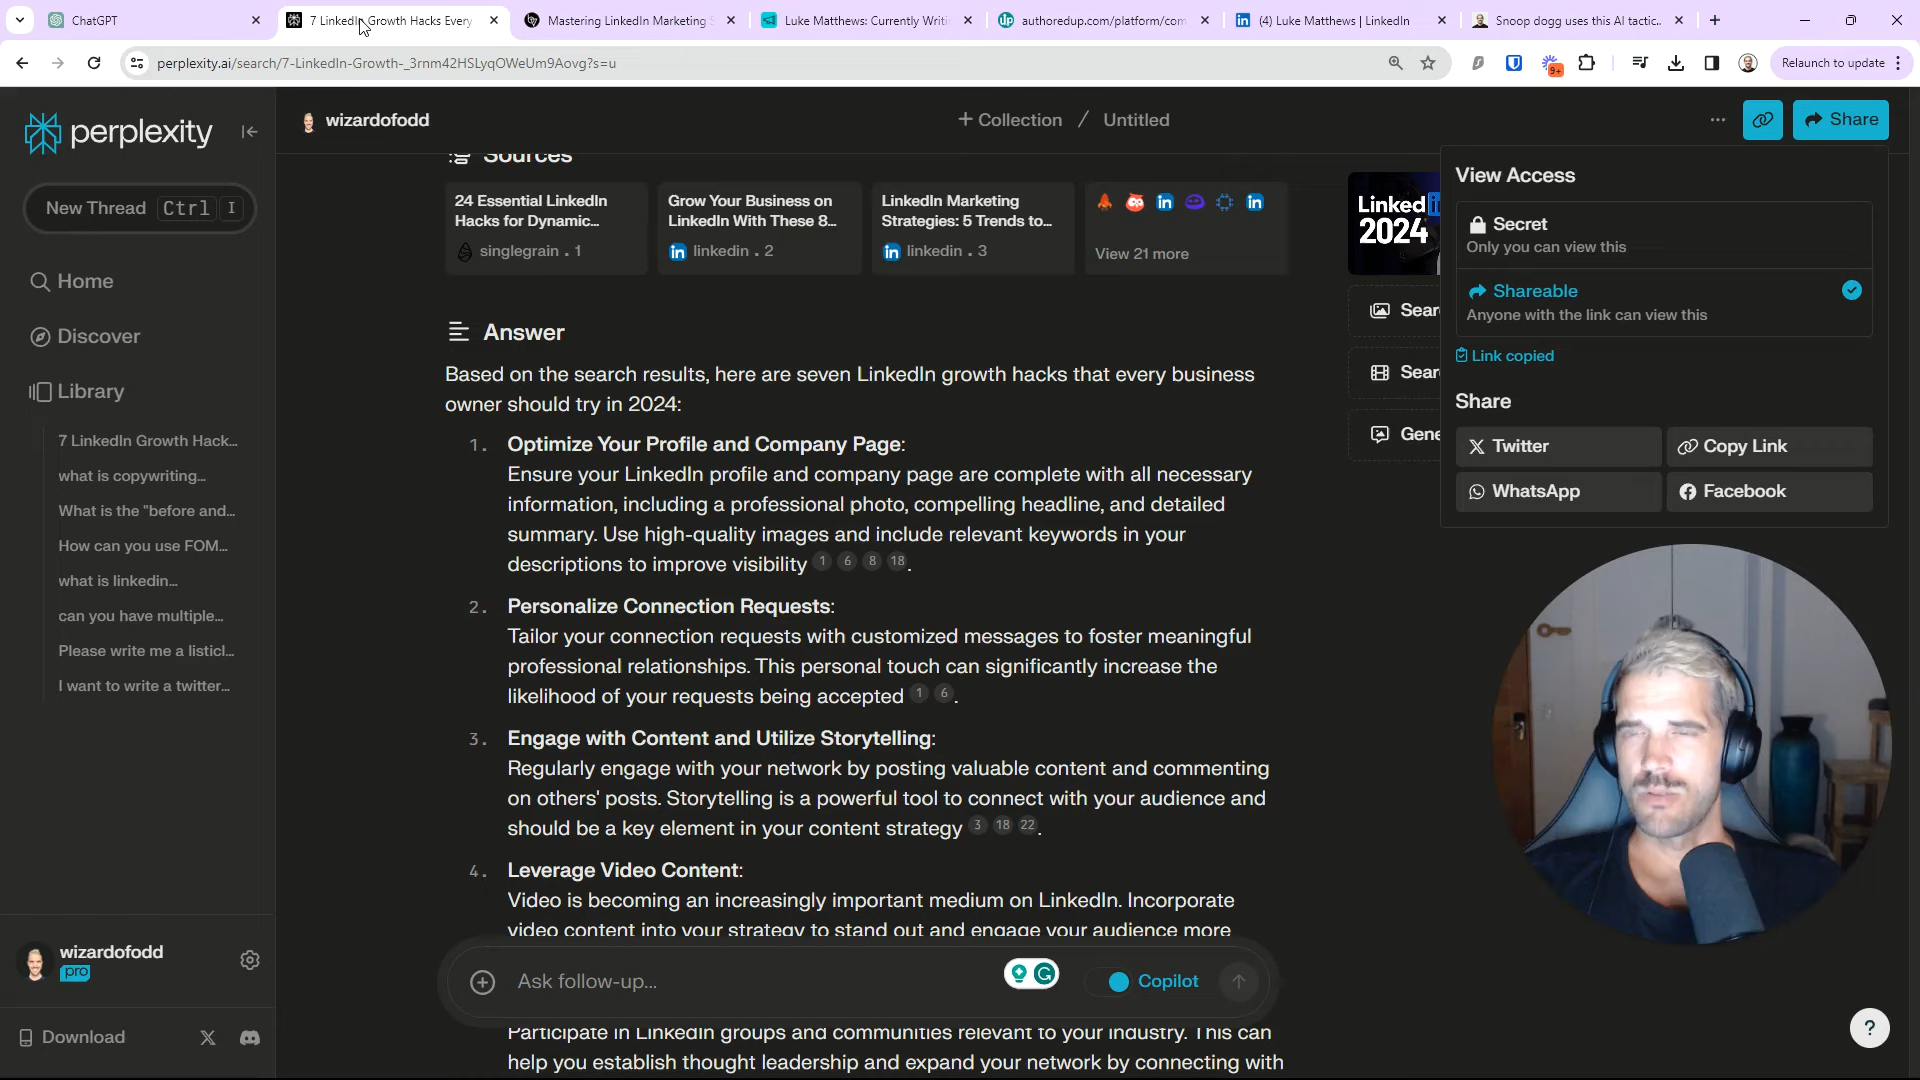 ChatGPT
7 LinkedIn Growth Hacks Every
Mastering LinkedIn Marketing S
Luke Matthews: Currently Writi
authoredup.com/platform/com
(4) Luke Matthews | LinkedIn
Snoop dogg uses this AI tactic..
perplexity.ai/search/7-LinkedIn-Growth-_3rnm42HSLyqOWeUm9Aovg?s=u
9+
Relaunch to update
perplexity
wizardofodd
+ Collection / Untitled
Share
New Thread Ctrl I
Home
Discover
Library
7 LinkedIn Growth Hack...
what is copywriting...
What is the "before and...
How can you use FOM...
what is linkedin...
can you have multiple...
Please write me a listicl...
I want to write a twitter...
wizardofodd
pro
Download
Sources
24 Essential LinkedIn
Hacks for Dynamic...
singlegrain . 1
Grow Your Business on
LinkedIn With These 8...
linkedin . 2
LinkedIn Marketing
Strategies: 5 Trends to...
linkedin . 3
View 21 more
Answer
Based on the search results, here are seven LinkedIn growth hacks that every business
owner should try in 2024:
1. Optimize Your Profile and Company Page:
Ensure your LinkedIn profile and company page are complete with all necessary
information, including a professional photo, compelling headline, and detailed
summary. Use high-quality images and include relevant keywords in your
descriptions to improve visibility 1 6 8 18.
2. Personalize Connection Requests:
Tailor your connection requests with customized messages to foster meaningful
professional relationships. This personal touch can significantly increase the
likelihood of your requests being accepted 1 6.
3. Engage with Content and Utilize Storytelling:
Regularly engage with your network by posting valuable content and commenting
on others' posts. Storytelling is a powerful tool to connect with your audience and
should be a key element in your content strategy 3 18 22.
4. Leverage Video Content:
Video is becoming an increasingly important medium on LinkedIn. Incorporate
video content into your strategy to stand out and engage your audience more
Ask follow-up...
Copilot
Participate in LinkedIn groups and communities relevant to your industry. This can
help you establish thought leadership and expand your network by connecting with
Linked
2024
Sear
Sear
Gene
View Access
Secret
Only you can view this
Shareable
Anyone with the link can view this
Link copied
Share
Twitter
Copy Link
WhatsApp
Facebook
?